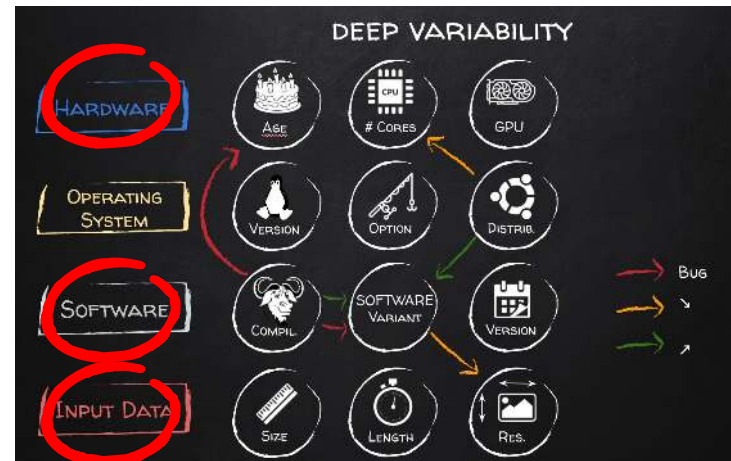 DEEP VARIABILITY
HARDWARE
AGE
CPU
# CORES
GPU
OPERATING
SYSTEM
VERSION
OPTION
DISTRIB.
SOFTWARE
COMPIL.
SOFTWARE
VARIANT
VERSION
BUG
INPUT DATA
SIZE
LENGTH
RES.